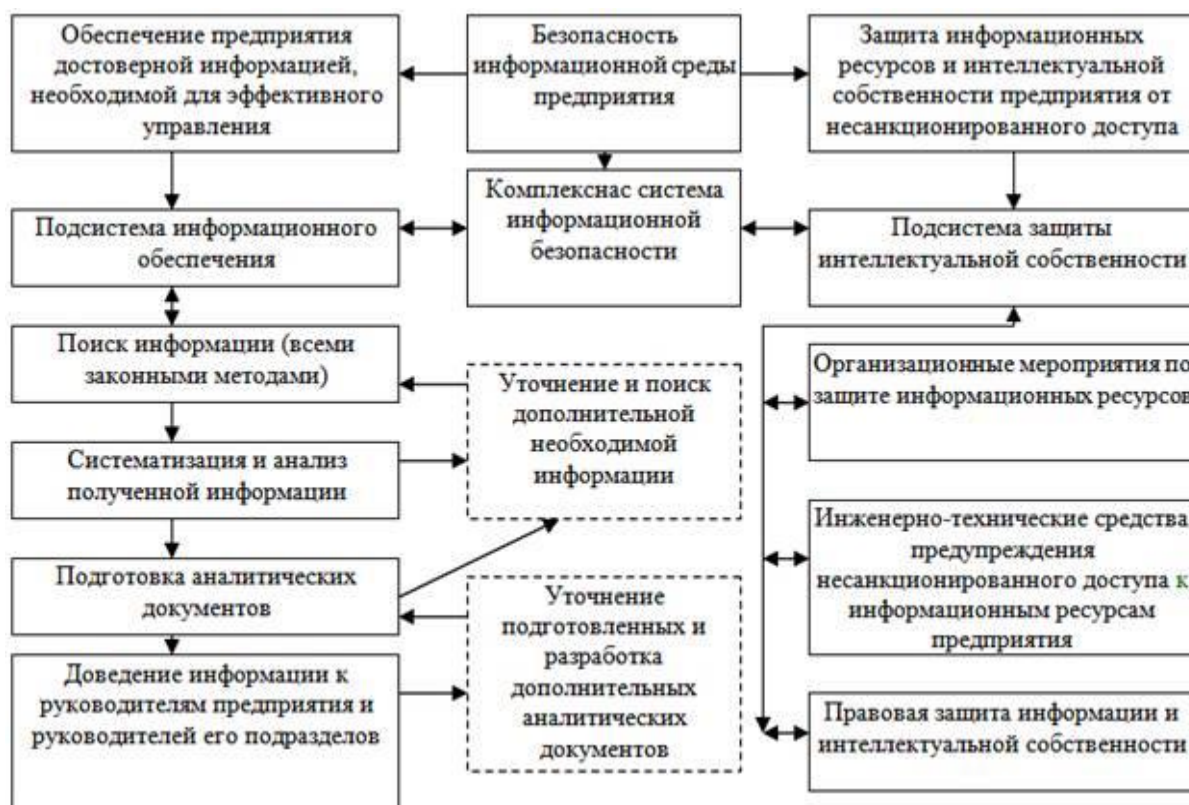 Обеспечение предприятия
достоверной информацией,
необходимой для эффективного
управления
Безопасность
информационной среды
предприятия
Защита информационных
ресурсов и интеллектуальной
собственности предприятия от
несанкционированного доступа
Подсистема информационного
обеспечения
Комплекснас система
информационной
безопасности
Подсистема защиты
интеллектуальной собственности
Поиск информации (всеми
законными методами)
Уточнение и поиск
дополнительной
необходимой
информации
Организационные мероприятия по
защите информационных ресурсов
Систематизация и анализ
полученной информации
Инженерно-технические средства
предупреждения
несанкционированного доступа к
информационным ресурсам
предприятия
Подготовка аналитических
документов
Уточнение
подготовленных и
разработка
дополнительных
аналитических
документов
Доведение информации к
руководителям предприятия и
руководителей его подразделов
Правовая защита информации и
интеллектуальной собственности